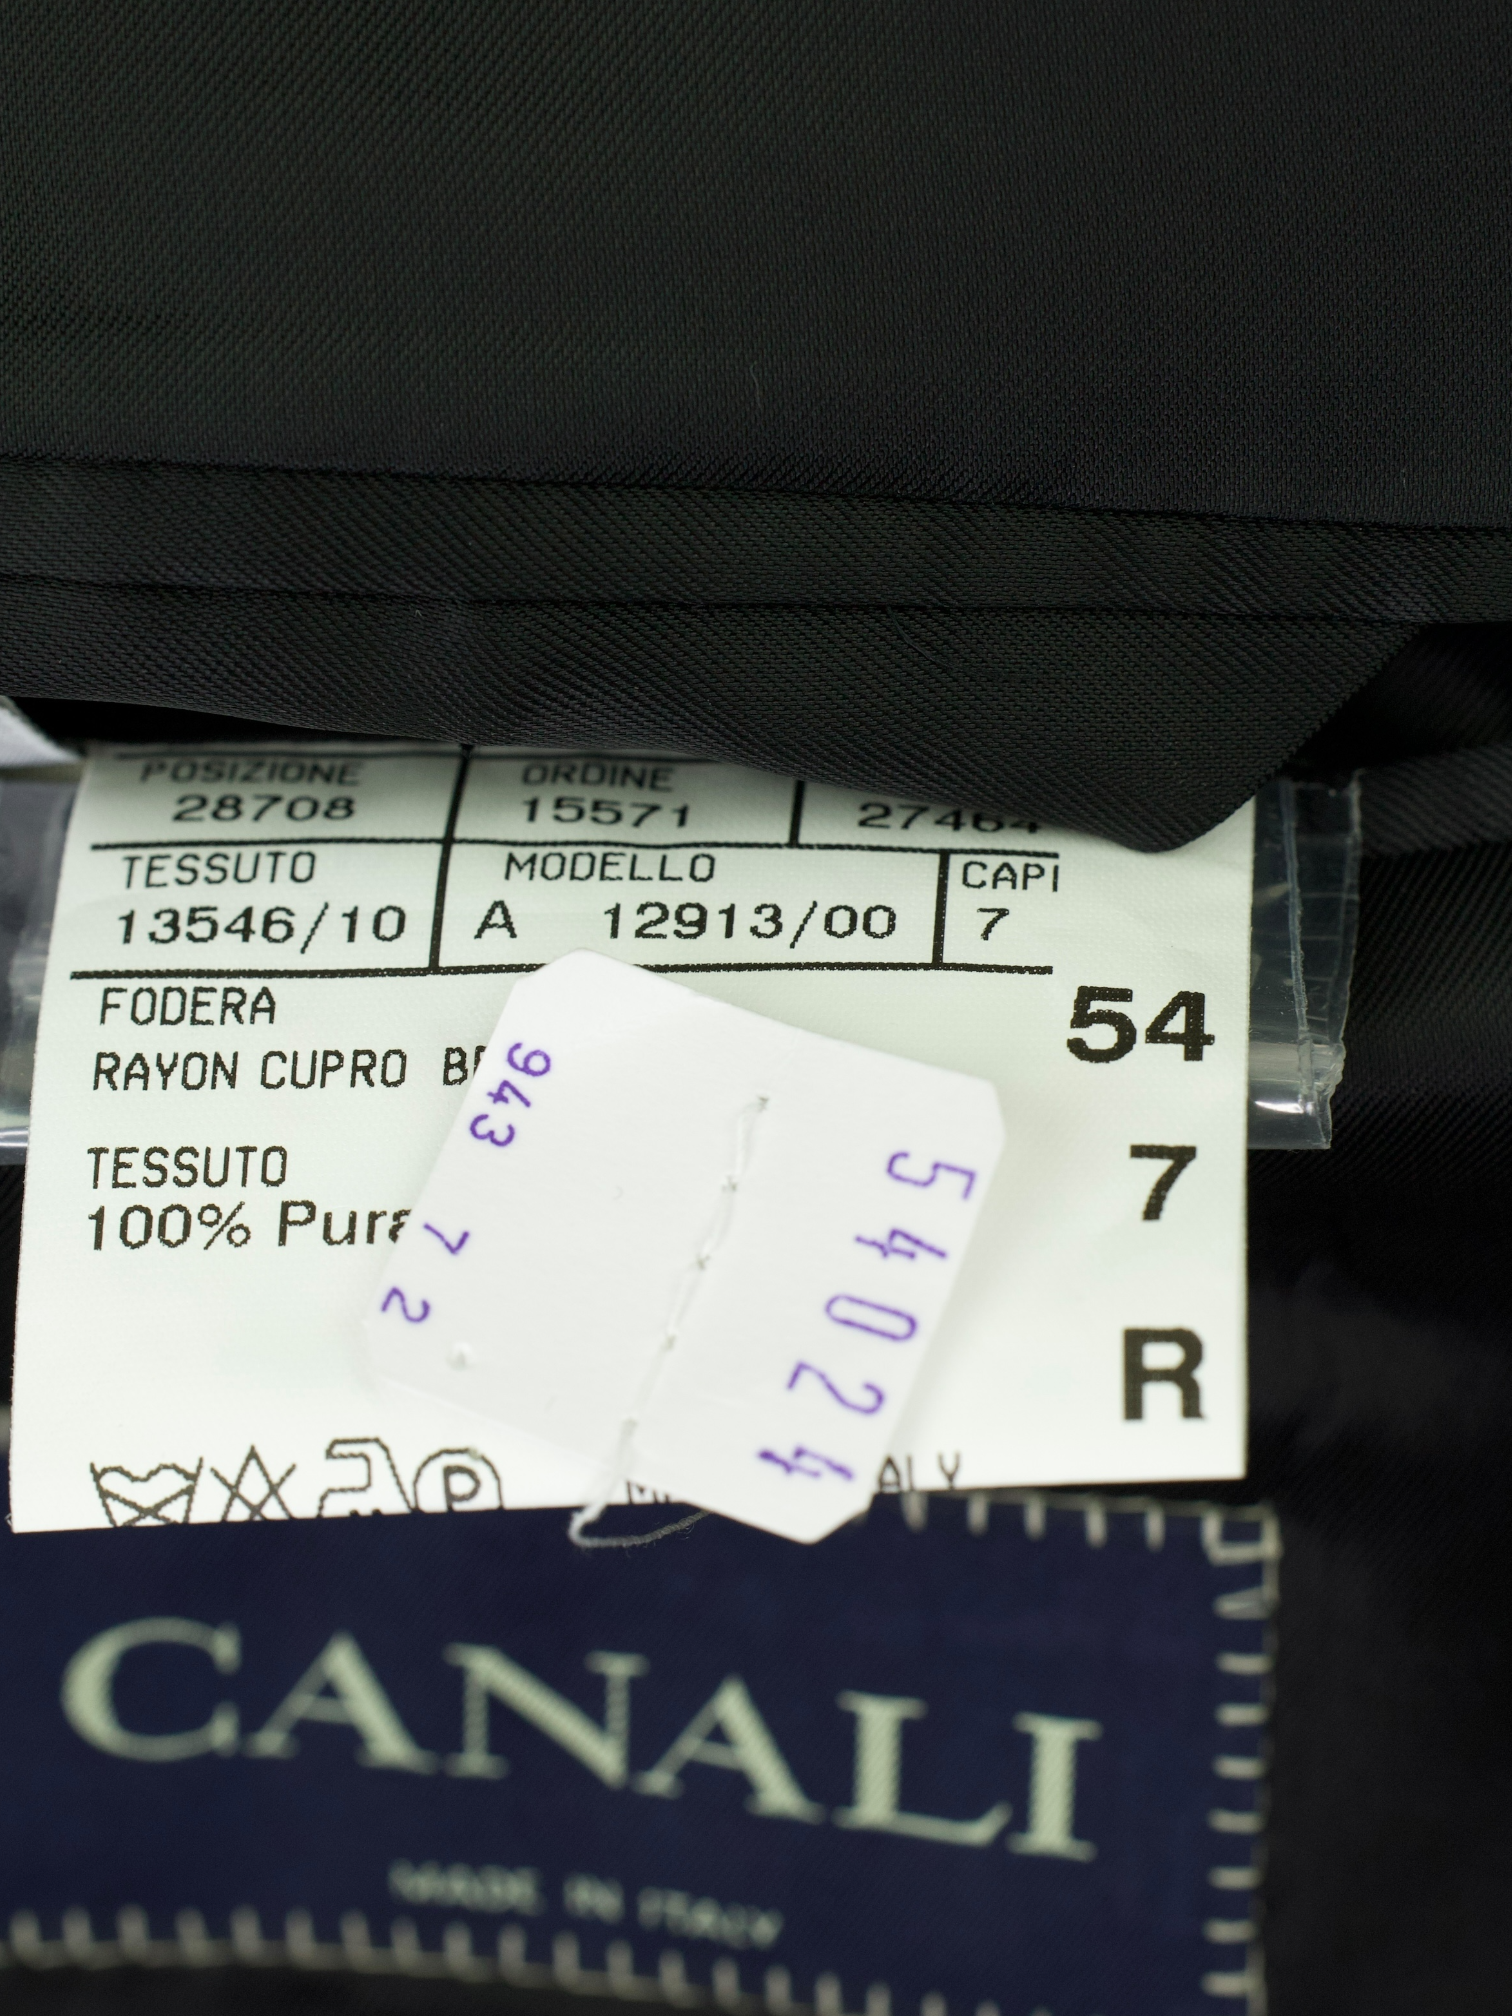 POSIZIONE ORDINE
28708 15571 27464
TESSUTO MODELLO CAPI
13546/10 A 12913/00 7
FODERA
54
RAYON CUPRO
TESSUTO
7
100%
R
943
7 2
54024
P
CANALI
MADE IN ITALY